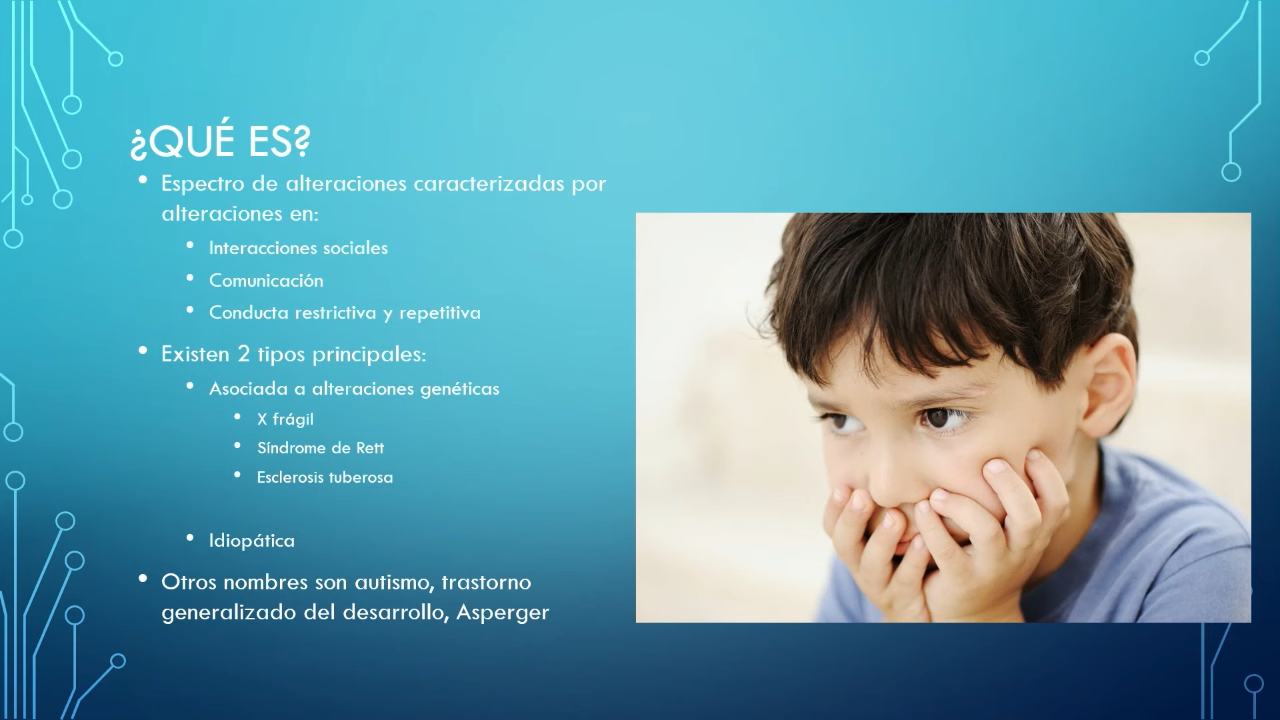 ¿QUÉ ES?
• Espectro de alteraciones caracterizadas por
alteraciones en:
• Interacciones sociales
• Comunicación
• Conducta restrictiva y repetitiva
• Existen 2 tipos principales:
• Asociada a alteraciones genéticas
• X frágil
• Síndrome de Rett
• Esclerosis tuberosa
• Idiopática
• Otros nombres son autismo, trastorno
generalizado del desarrollo, Asperger